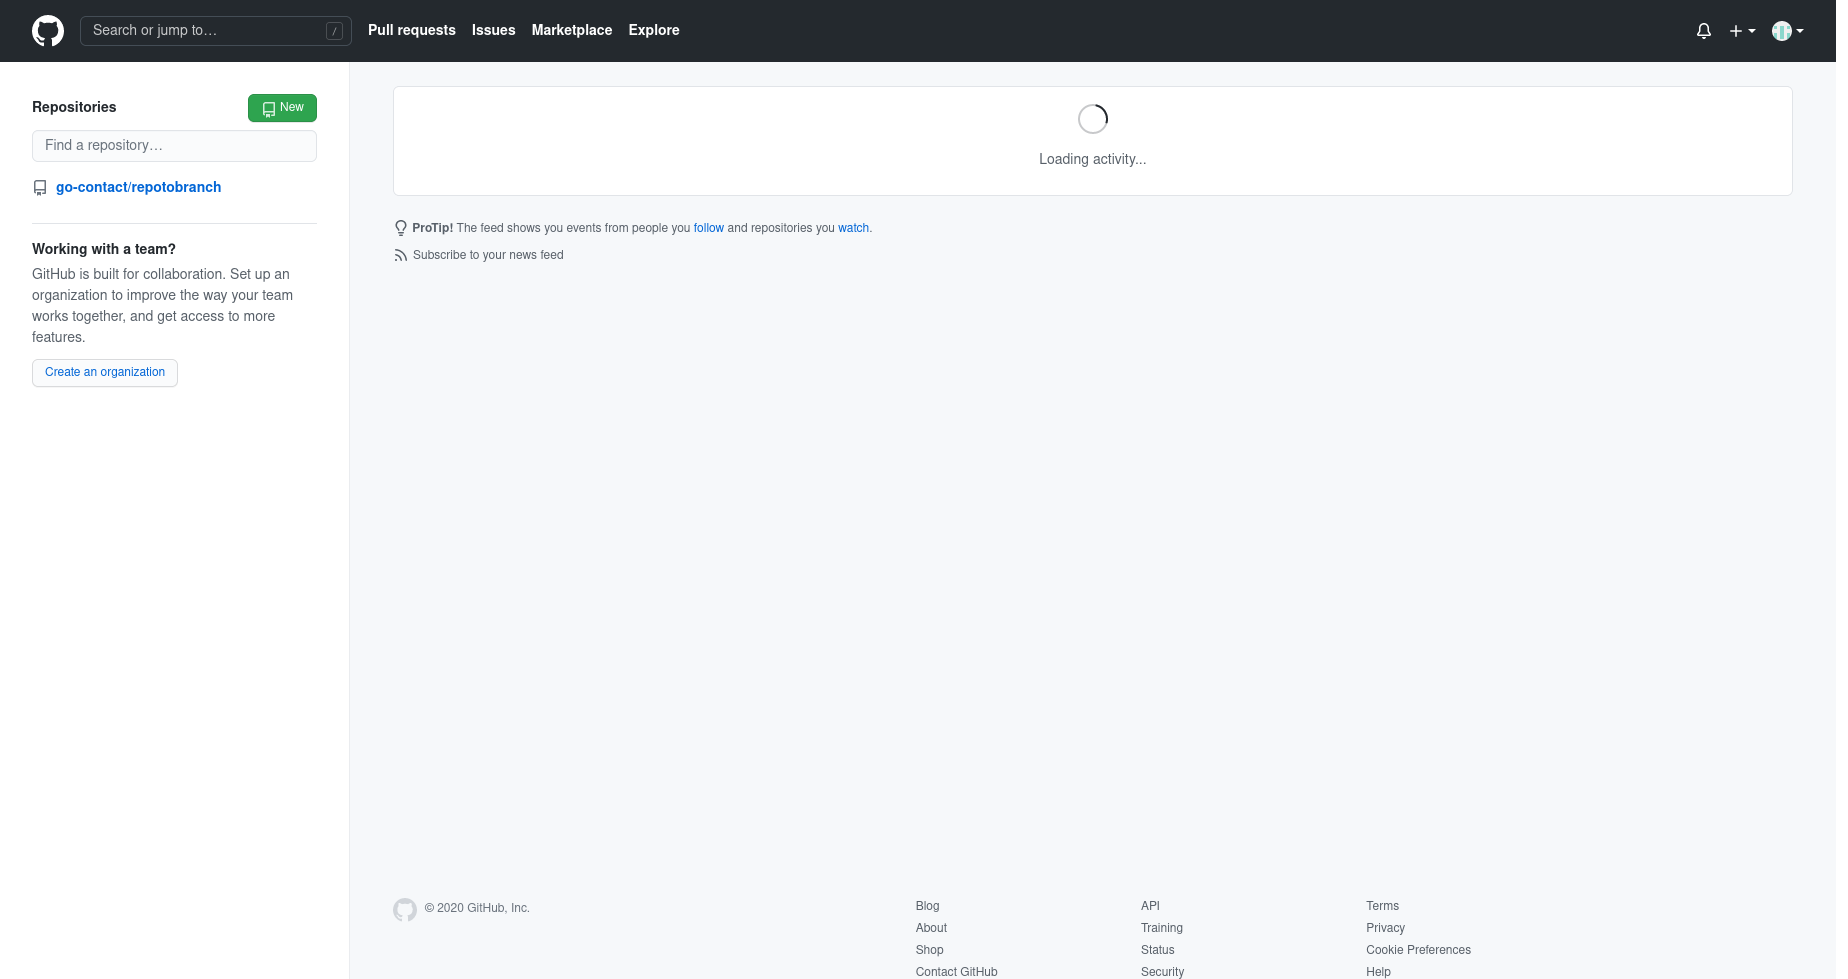 Search or jump to…
/
Pull requests
Issues
Marketplace
Explore
Repositories
New
Find a repository…
go-contact/repotobranch
Working with a team?
GitHub is built for collaboration. Set up an
organization to improve the way your team
works together, and get access to more
features.
Create an organization
Loading activity...
ProTip! The feed shows you events from people you follow and repositories you watch.
Subscribe to your news feed
© 2020 GitHub, Inc.
Blog
About
Shop
Contact GitHub
API
Training
Status
Security
Terms
Privacy
Cookie Preferences
Help